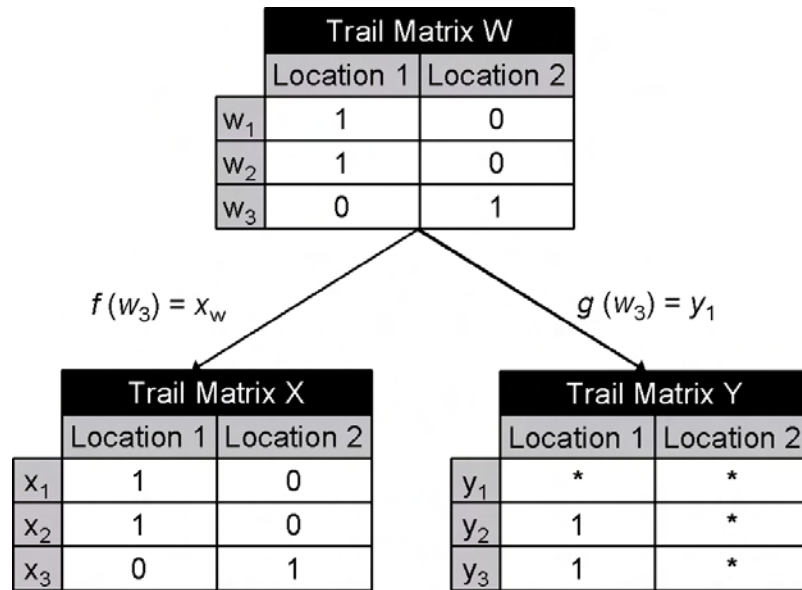 Trail Matrix W
Location 1 Location 2
w₁ 1 0
w₂ 1 0
w₃ 0 1
f (w₃) = x_w g (w₃) = y₁
Trail Matrix X Trail Matrix Y
Location 1 Location 2 Location 1 Location 2
x₁ 1 0 y₁ * *
x₂ 1 0 y₂ 1 *
x₃ 0 1 y₃ 1 *